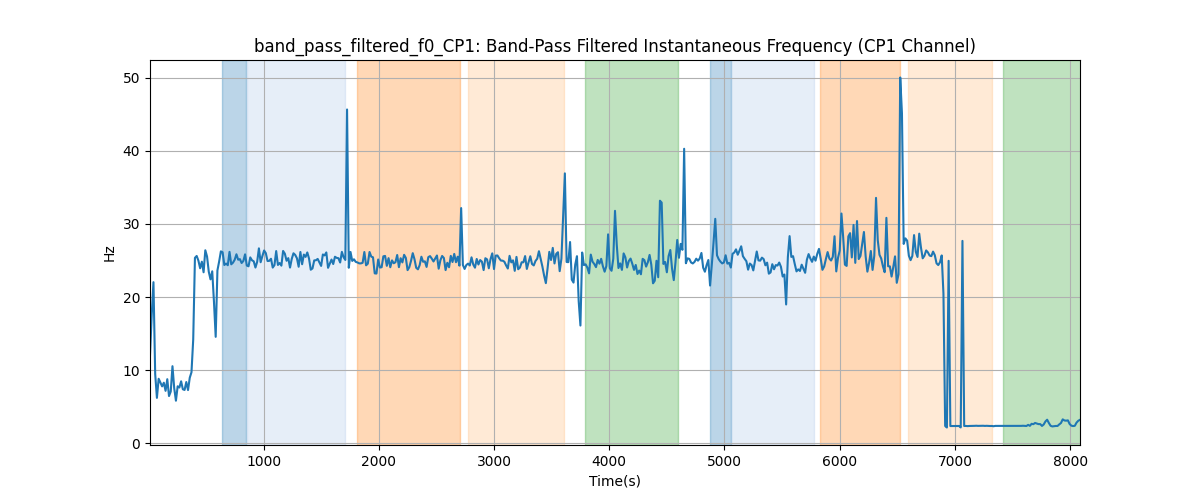 band_pass_filtered_f0_CP1: Band-Pass Filtered Instantaneous Frequency (CP1 Channel)
50
40
30
20
10
0
Hz
1000 2000 3000 4000 5000 6000 7000 8000
Time(s)